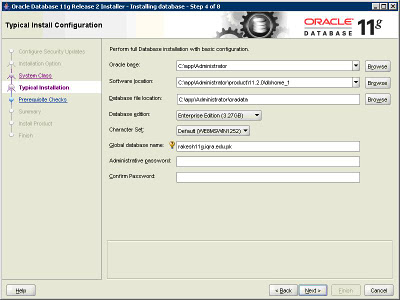 Oracle Database 11g Release 2 Installer - Installing database - Step 4 of 8
Typical Install Configuration
ORACLE
DATABASE 11g
Configure Security Updates
Installation Option
System Class
Typical Installation
Prerequisite Checks
Summary
Install Product
Finish
Perform full Database installation with basic configuration.
Oracle base: C:\app\Administrator Browse
Software location: C:\app\Administrator\product\11.2.0\dbhome_1 Browse
Database file location: C:\app\Administrator\oradata Browse
Database edition: Enterprise Edition (3.27GB)
Character Set: Default (WE8MSWIN1252)
Global database name: rakesh11g.iqra.edu.pk
Administrative password:
Confirm Password:
Help
< Back
Next >
Finish
Cancel